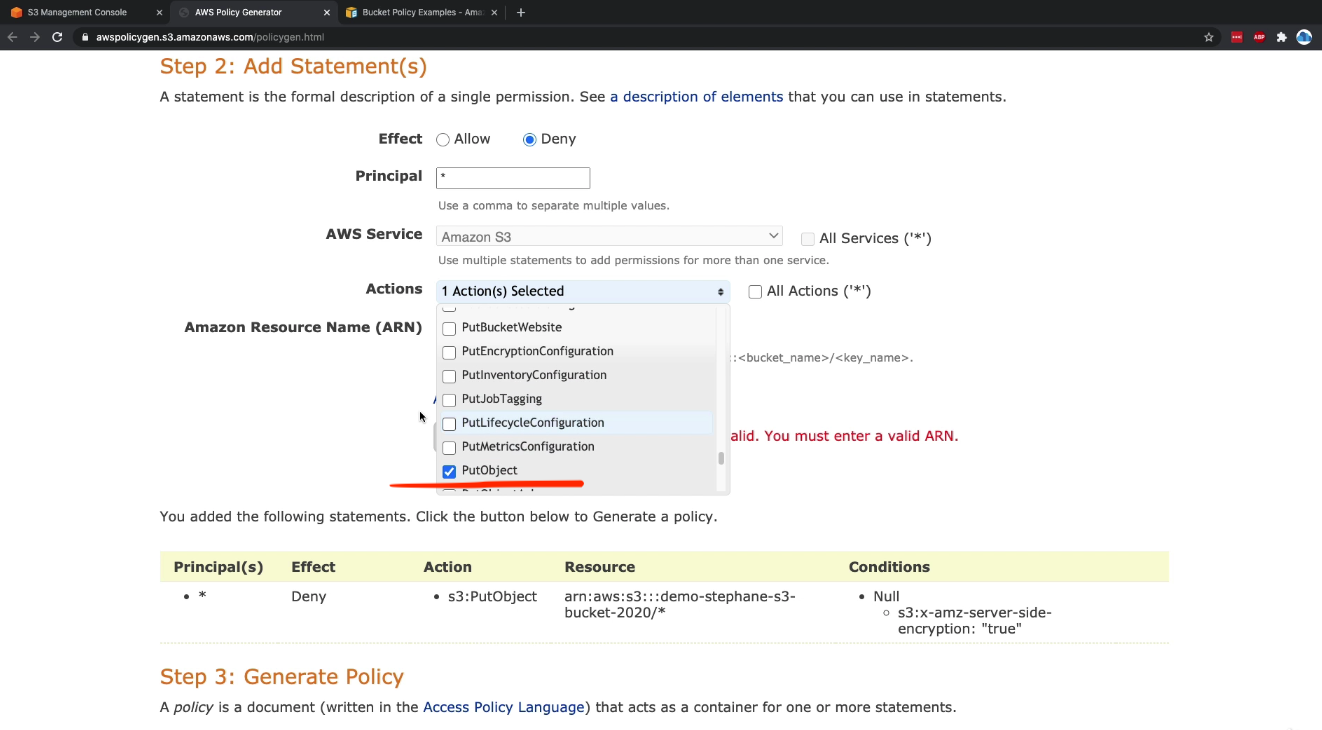 S3 Management Console
AWS Policy Generator
Bucket Policy Examples - Ama
awspolicygen.s3.amazonaws.com/policygen.html
ABP
Step 2: Add Statement(s)
A statement is the formal description of a single permission. See a description of elements that you can use in statements.
Effect Allow Deny
Principal *
Use a comma to separate multiple values.
AWS Service Amazon S3 All Services ('*')
Use multiple statements to add permissions for more than one service.
Actions 1 Action(s) Selected All Actions ('*')
PutBucketWebsite
Amazon Resource Name (ARN)
PutEncryptionConfiguration
::<bucket_name>/<key_name>.
PutInventoryConfiguration
PutJobTagging
PutLifecycleConfiguration
alid. You must enter a valid ARN.
PutMetricsConfiguration
PutObject
You added the following statements. Click the button below to Generate a policy.
Principal(s) Effect Action Resource Conditions
• * Deny • s3:PutObject arn:aws:s3:::demo-stephane-s3- • Null
bucket-2020/* ○ s3:x-amz-server-side-
encryption: "true"
Step 3: Generate Policy
A policy is a document (written in the Access Policy Language) that acts as a container for one or more statements.